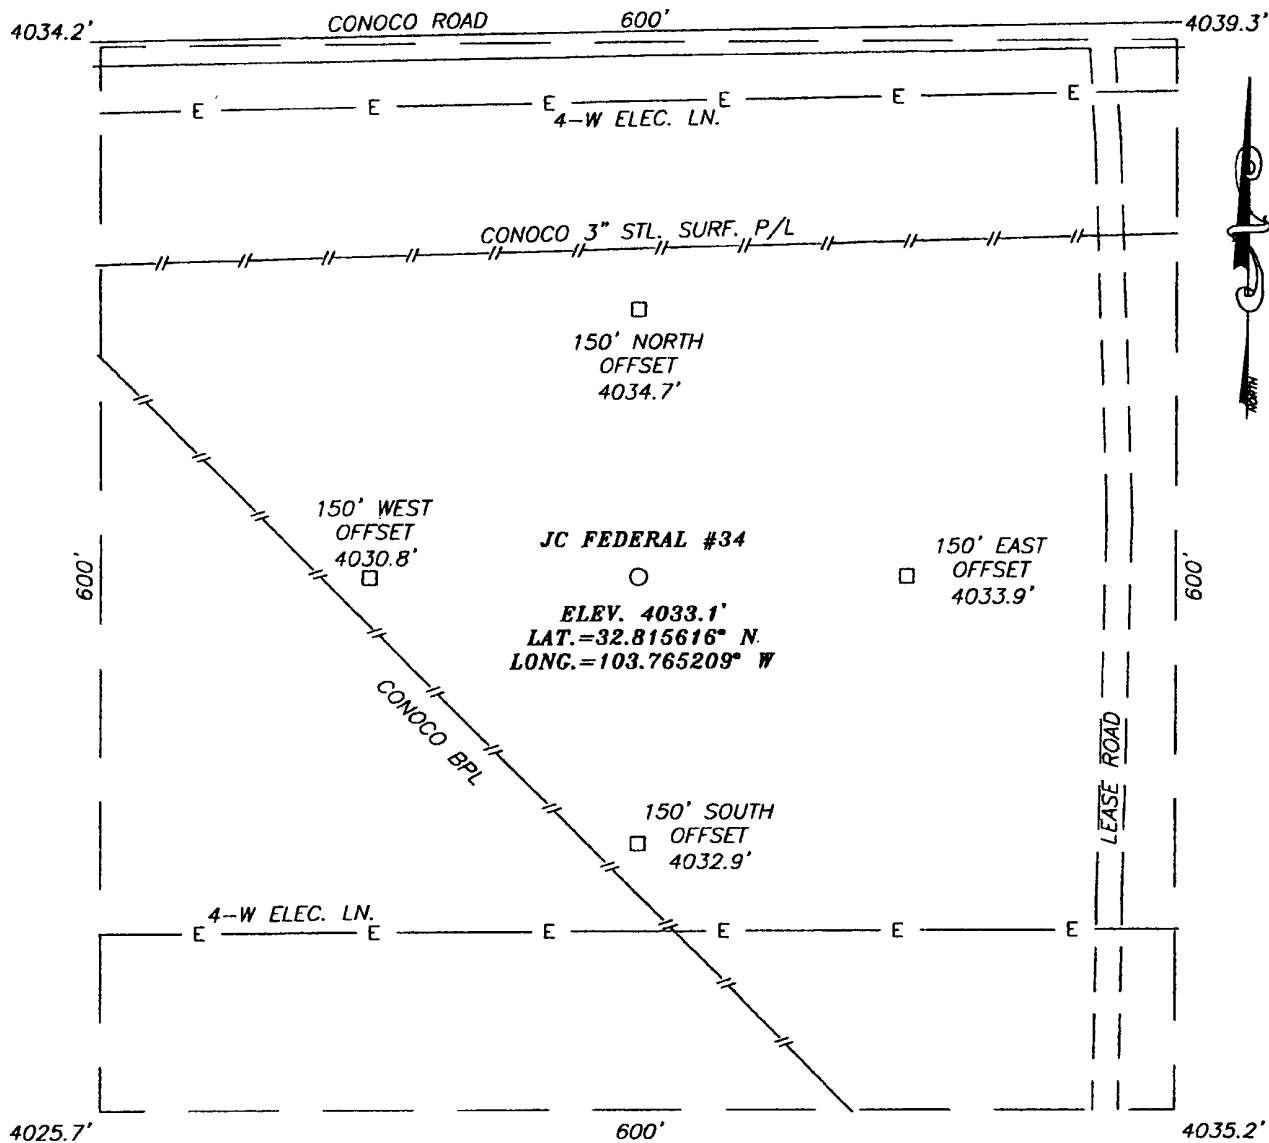 4034.2' CONOCO ROAD 600' 4039.3'
E E E E E E
4-W ELEC. LN.
CONOCO 3" STL. SURF. P/L
NORTH
150' NORTH
OFFSET
4034.7'
150' WEST
OFFSET
4030.8'
JC FEDERAL #34
ELEV. 4033.1'
LAT.=32.815616° N.
LONG.=103.765209° W
150' EAST
OFFSET
4033.9'
600'
600'
CONOCO BPL
LEASE ROAD
150' SOUTH
OFFSET
4032.9'
4-W ELEC. LN.
E E E E E E
4025.7' 600' 4035.2'